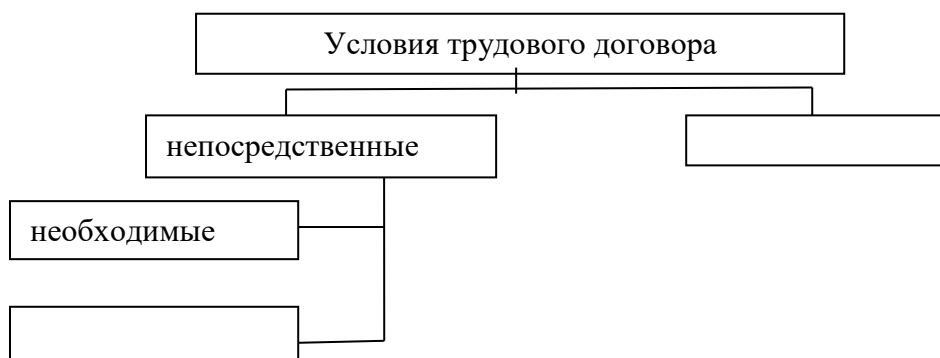 Условия трудового договора
непосредственные
необходимые